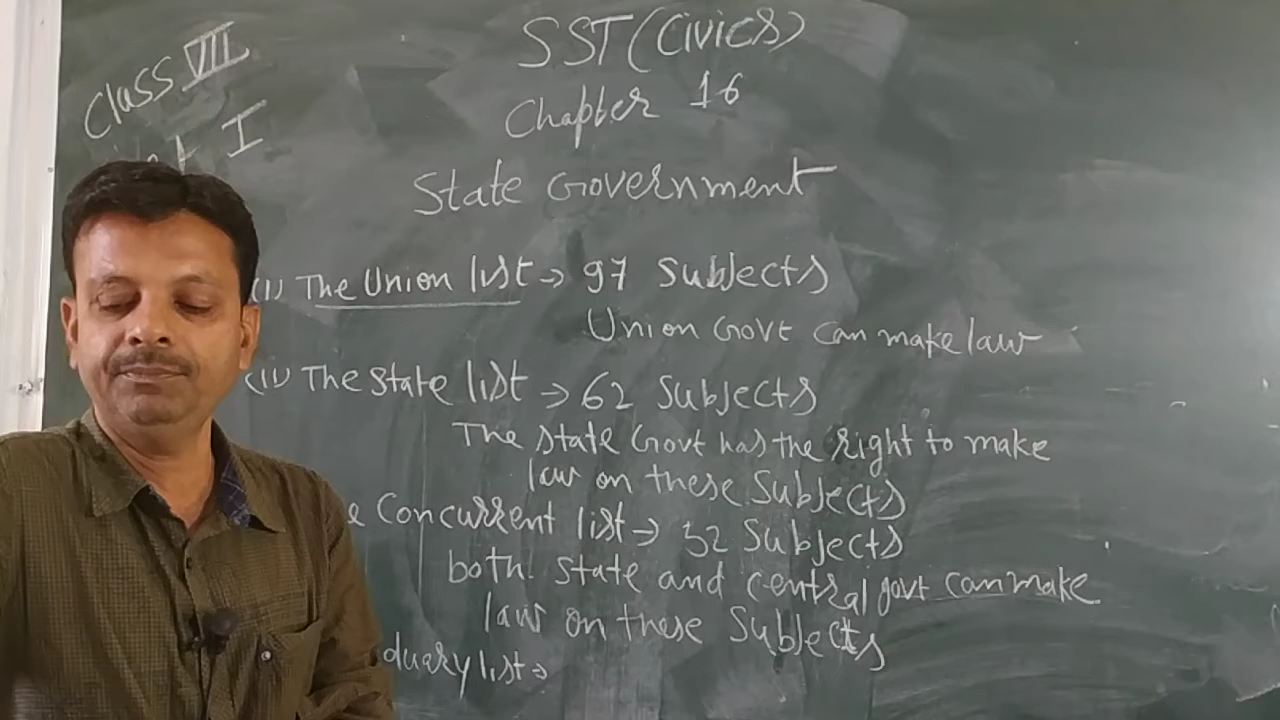 Class VII
I
SST (Civics)
Chapter 16
State Government
(I) The Union list → 97 Subjects
Union Govt can make law
(II) The State list → 62 Subjects
The State Govt has the right to make
law on these Subjects
Concurrent list → 52 Subjects
both State and central govt can make
law on these Subjects
duary list →